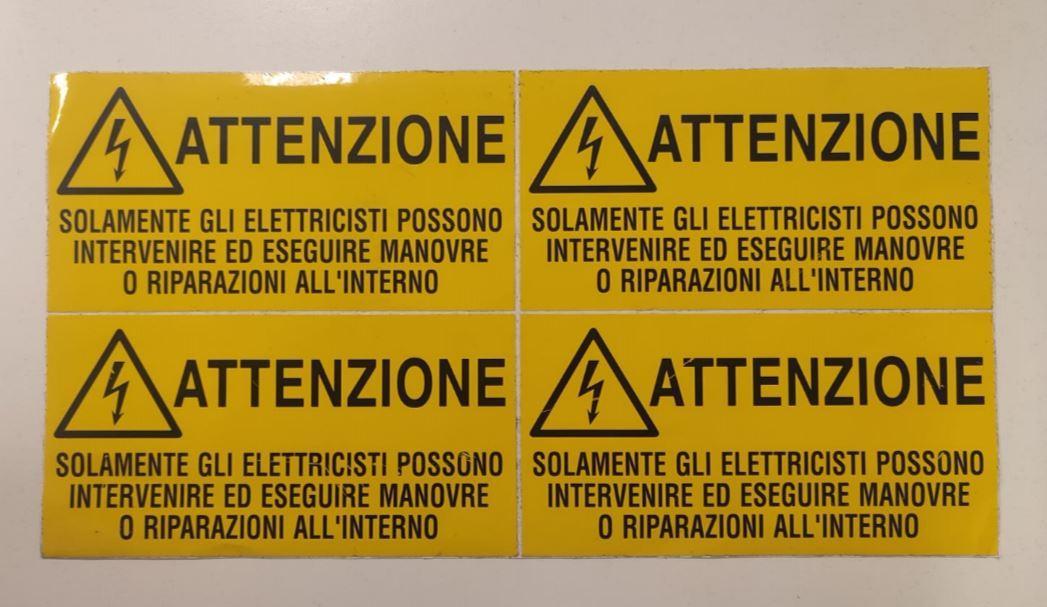 ATTENZIONE
SOLAMENTE GLI ELETTRICISTI POSSONO
INTERVENIRE ED ESEGUIRE MANOVRE
O RIPARAZIONI ALL'INTERNO
ATTENZIONE
SOLAMENTE GLI ELETTRICISTI POSSONO
INTERVENIRE ED ESEGUIRE MANOVRE
O RIPARAZIONI ALL'INTERNO
ATTENZIONE
SOLAMENTE GLI ELETTRICISTI POSSONO
INTERVENIRE ED ESEGUIRE MANOVRE
O RIPARAZIONI ALL'INTERNO
ATTENZIONE
SOLAMENTE GLI ELETTRICISTI POSSONO
INTERVENIRE ED ESEGUIRE MANOVRE
O RIPARAZIONI ALL'INTERNO